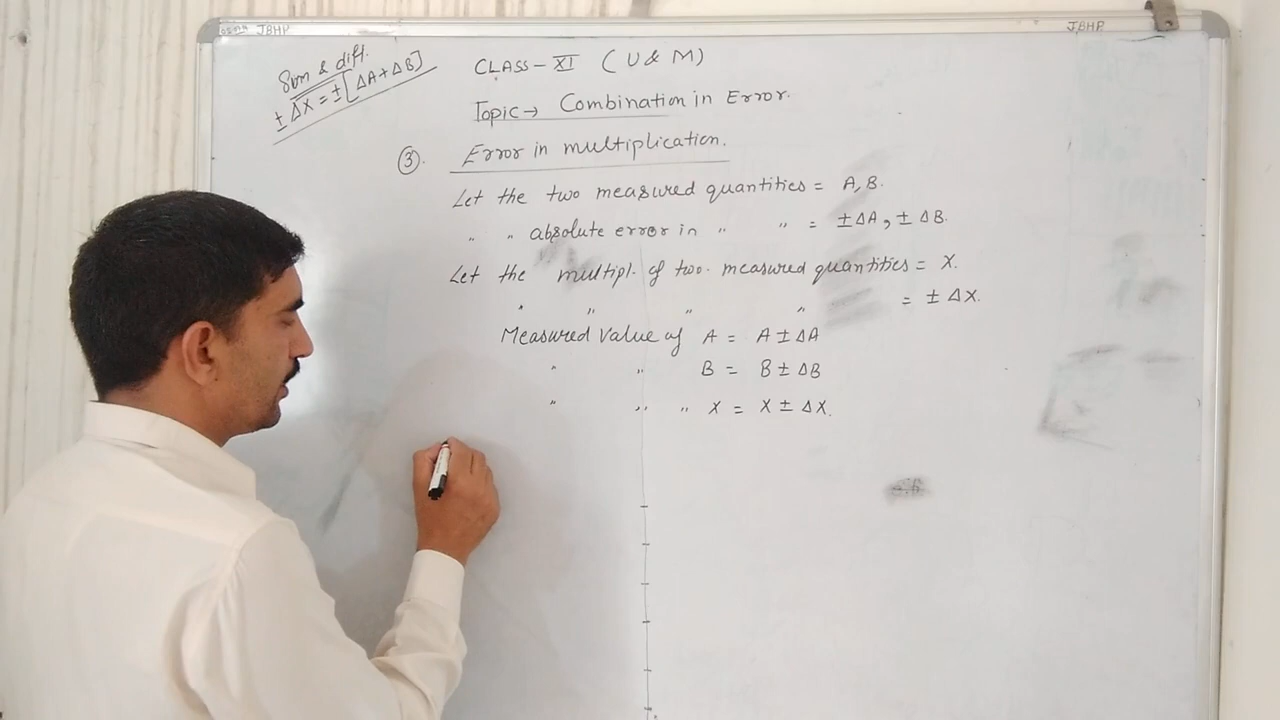 JBHP
JBHP
Sum & diff.
± ΔX = ± [ΔA + ΔB]
CLASS - XI (U & M)
Topic → Combination in Error.
③. Error in multiplication.
Let the two measured quantities = A, B.
" " absolute error in " " = ± ΔA, ± ΔB.
Let the multipl. of two. measured quantities = X.
" " " " = ± ΔX.
Measured Value of A = A ± ΔA
" " B = B ± ΔB
" " " X = X ± ΔX.